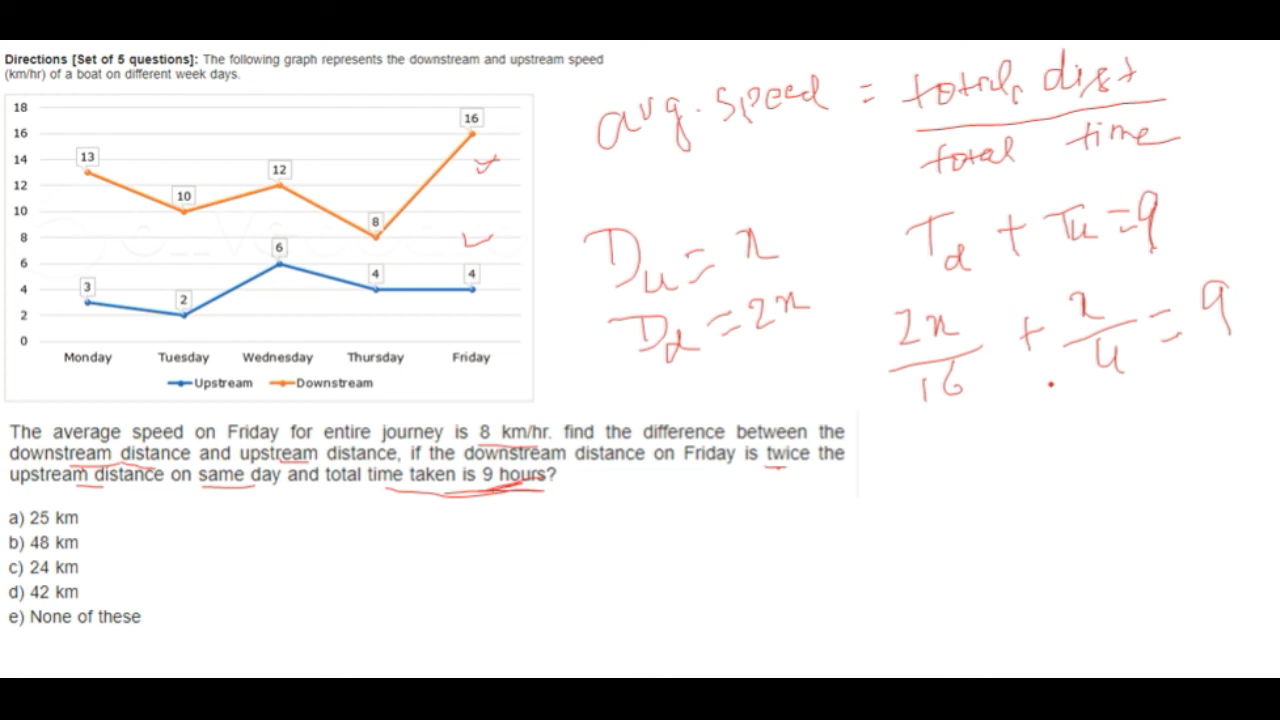 Directions [Set of 5 questions]: The following graph represents the downstream and upstream speed
(km/hr) of a boat on different week days.
18
16
14
12
10
8
6
4
2
0
13
10
12
8
16
3
2
6
4
4
Monday Tuesday Wednesday Thursday Friday
Upstream Downstream
The average speed on Friday for entire journey is 8 km/hr. find the difference between the
downstream distance and upstream distance, if the downstream distance on Friday is twice the
upstream distance on same day and total time taken is 9 hours?
a) 25 km
b) 48 km
c) 24 km
d) 42 km
e) None of these
avg. speed = total dist
total time
Du = x
Dd = 2x
Td + Tu = 9
2x/16 + x/4 = 9